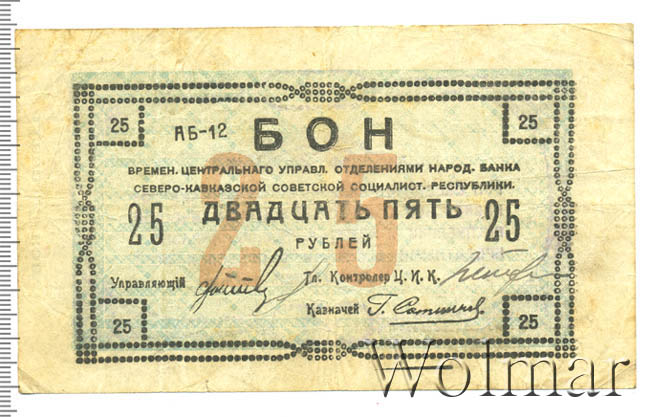 25 25
АБ-12 БОН
ВРЕМЕН. ЦЕНТРАЛЬНАГО УПРАВЛ. ОТДЕЛЕНИЯМИ НАРОД. БАНКА
СЕВЕРО-КАВКАЗСКОЙ СОВЕТСКОЙ СОЦИАЛИСТ. РЕСПУБЛИКИ.
25
25 ДВАДЦАТЬ ПЯТЬ 25
РУБЛЕЙ
Управляющій Гл. Контролер Ц. И. К.
Казначей
25 25
Wolmar